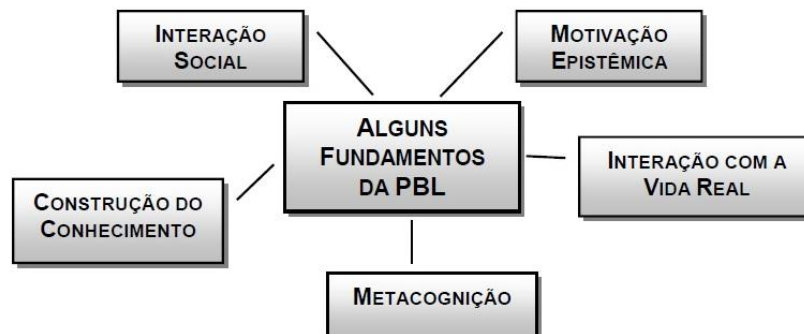 INTERAÇÃO
SOCIAL
MOTIVAÇÃO
EPISTÊMICA
ALGUNS
FUNDAMENTOS
DA PBL
INTERAÇÃO COM A
VIDA REAL
CONSTRUÇÃO DO
CONHECIMENTO
METACOGNIÇÃO